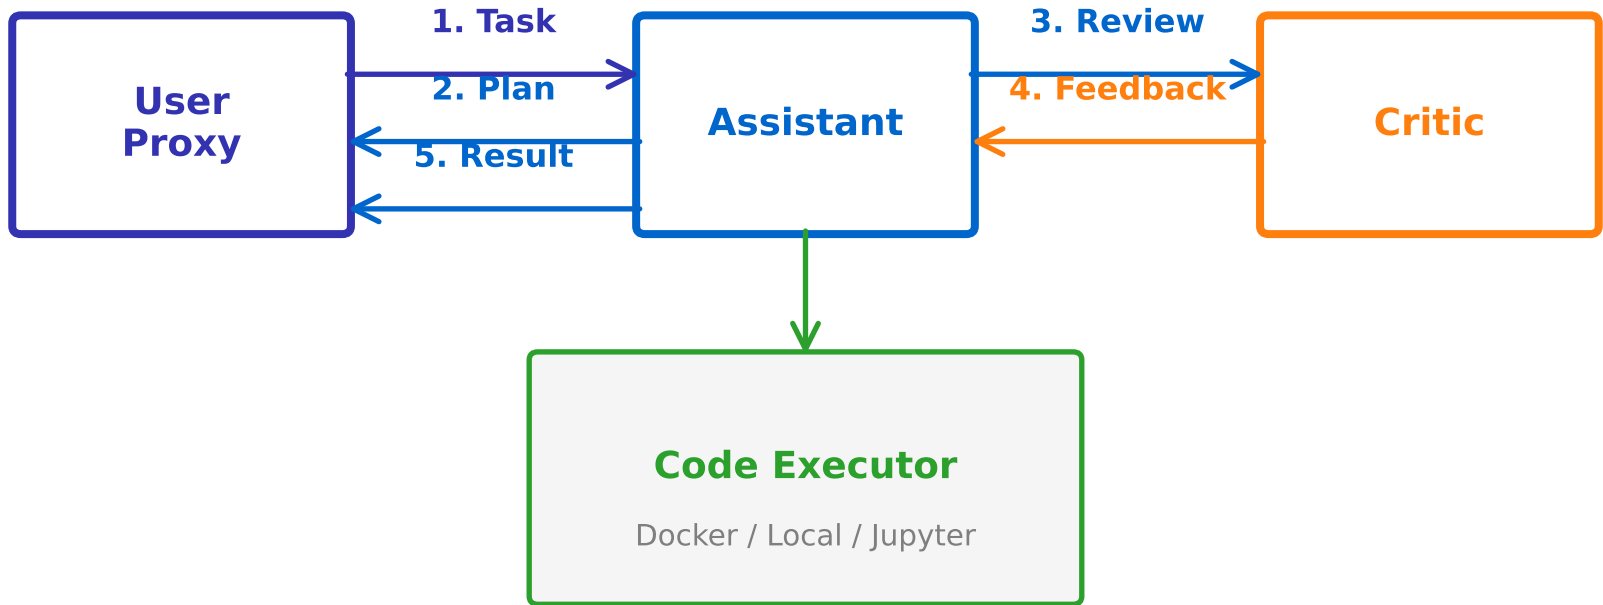 1. Task
3. Review
2. Plan
4. Feedback
User
Proxy
Assistant
Critic
5. Result
Code Executor
Docker / Local / Jupyter